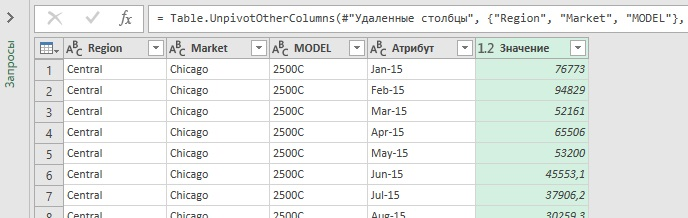 = Table.UnpivotOtherColumns(#"Удаленные столбцы", {"Region", "Market", "MODEL"},
Запросы
Region Market MODEL Атрибут 1.2 Значение
1 Central Chicago 2500C Jan-15 76773
2 Central Chicago 2500C Feb-15 94829
3 Central Chicago 2500C Mar-15 52161
4 Central Chicago 2500C Apr-15 65506
5 Central Chicago 2500C May-15 53200
6 Central Chicago 2500C Jun-15 45553,1
7 Central Chicago 2500C Jul-15 37906,2
8 Central Chicago 2500C Aug-15 30259,3